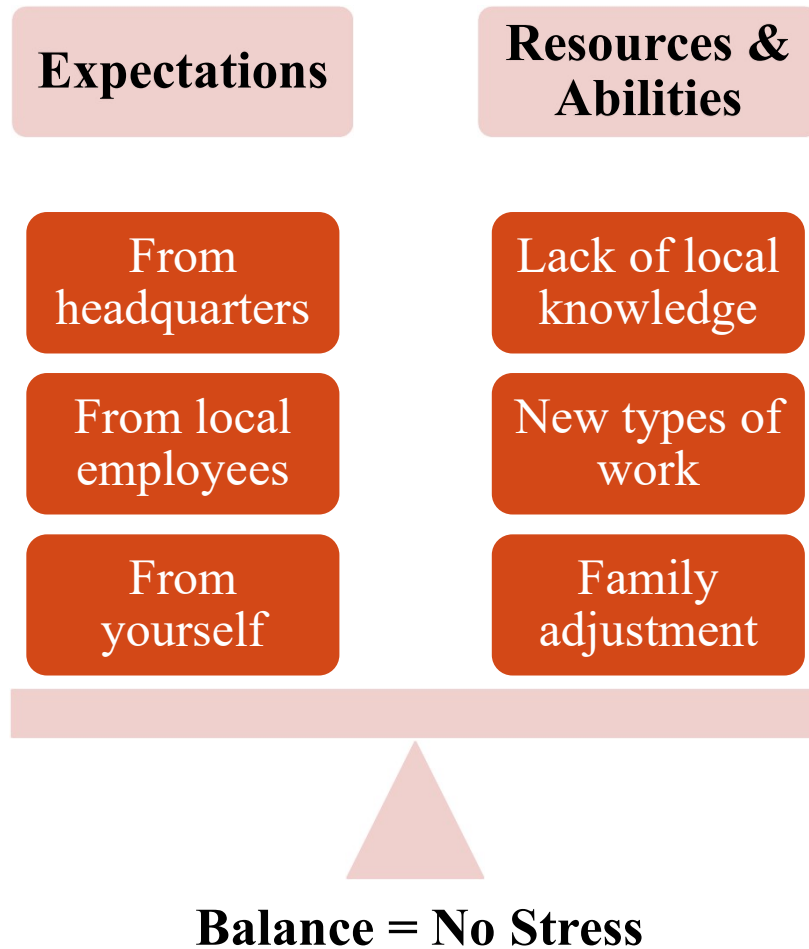 Expectations
Resources &
Abilities
From
headquarters
Lack of local
knowledge
From local
employees
New types of
work
From
yourself
Family
adjustment
Balance = No Stress